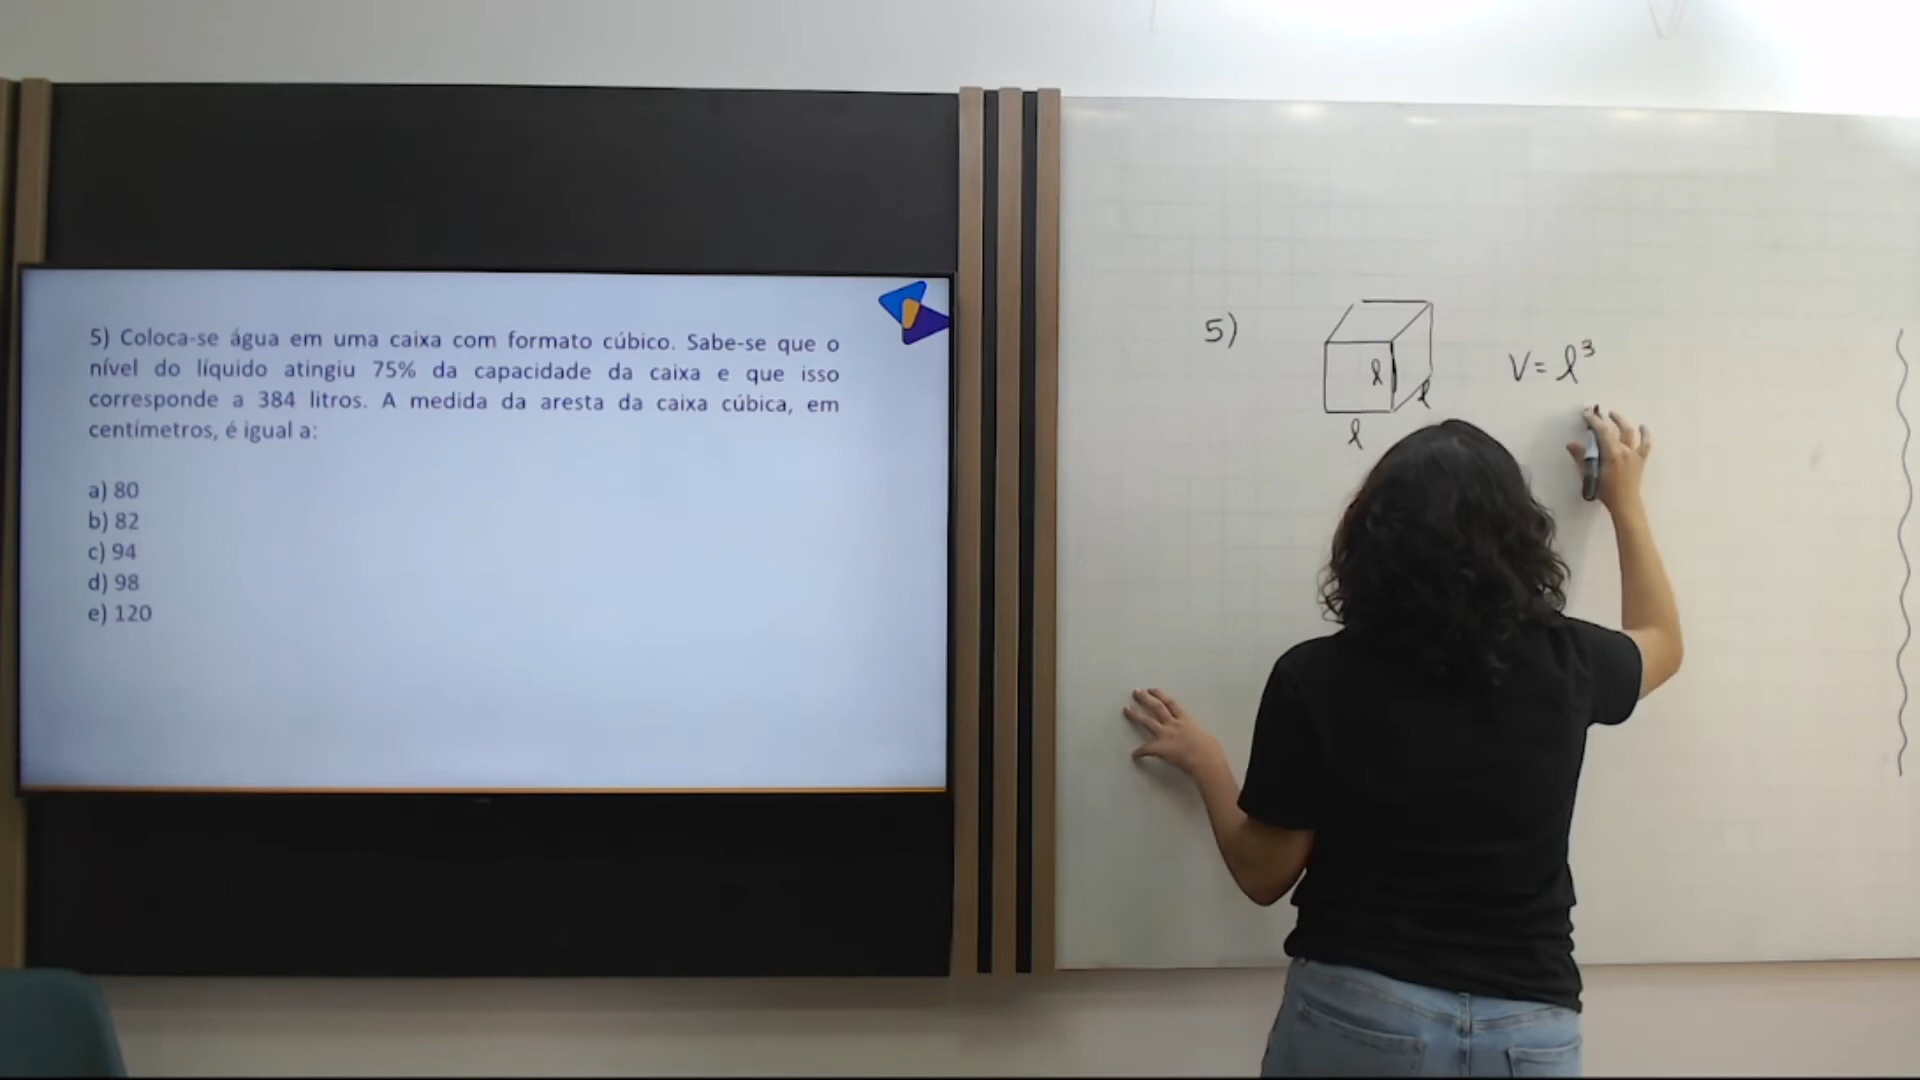 5) Coloca-se água em uma caixa com formato cúbico. Sabe-se que o
nível do líquido atingiu 75% da capacidade da caixa e que isso
corresponde a 384 litros. A medida da aresta da caixa cúbica, em
centímetros, é igual a:
a) 80
b) 82
c) 94
d) 98
e) 120
5)
V = ℓ³
ℓ
ℓ
ℓ